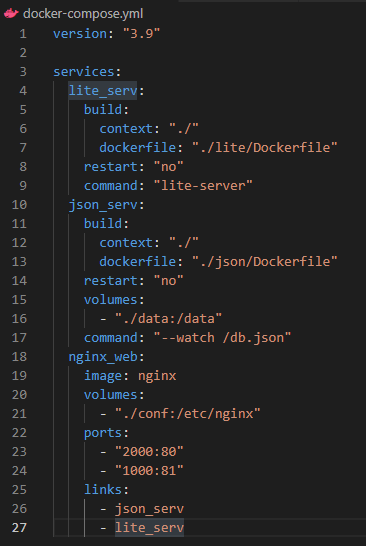 docker-compose.yml
1 version: "3.9"
2
3 services:
4   lite_serv:
5     build:
6       context: "./"
7       dockerfile: "./lite/Dockerfile"
8     restart: "no"
9     command: "lite-server"
10   json_serv:
11     build:
12       context: "./"
13       dockerfile: "./json/Dockerfile"
14     restart: "no"
15     volumes:
16       - "./data:/data"
17     command: "--watch /db.json"
18   nginx_web:
19     image: nginx
20     volumes:
21       - "./conf:/etc/nginx"
22     ports:
23       - "2000:80"
24       - "1000:81"
25     links:
26       - json_serv
27       - lite_serv